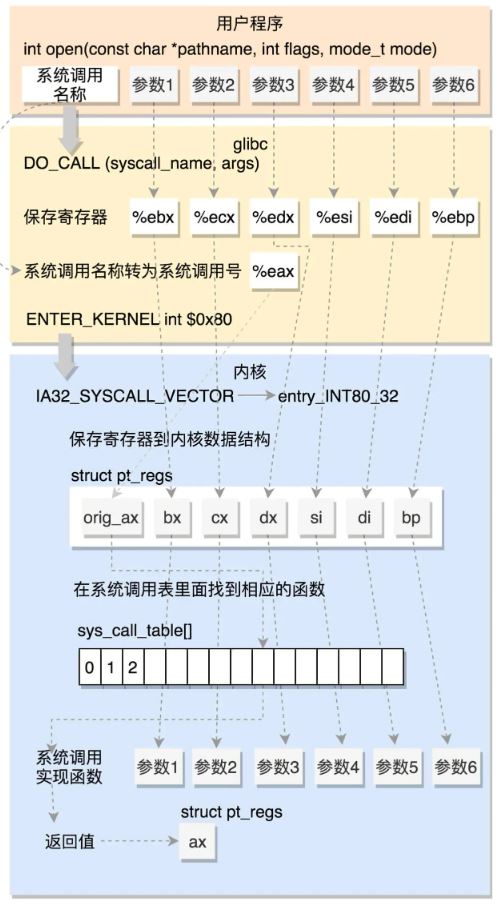 用户程序
int open(const char *pathname, int flags, mode_t mode)
系统调用
名称
参数1 参数2 参数3 参数4 参数5 参数6
glibc
DO_CALL (syscall_name, args)
保存寄存器 %ebx %ecx %edx %esi %edi %ebp
系统调用名称转为系统调用号 %eax
ENTER_KERNEL int $0x80
内核
IA32_SYSCALL_VECTOR entry_INT80_32
保存寄存器到内核数据结构
struct pt_regs
orig_ax bx cx dx si di bp
在系统调用表里面找到相应的函数
sys_call_table[]
0 1 2
系统调用
实现函数
参数1 参数2 参数3 参数4 参数5 参数6
struct pt_regs
返回值 ax